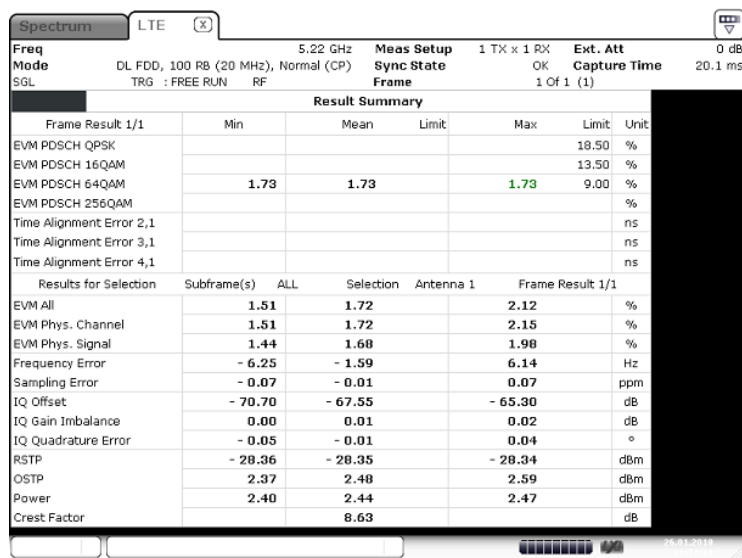 Spectrum LTE X
Freq 5.22 GHz Meas Setup 1 TX x 1 RX Ext. Att 0 dB
Mode DL FDD, 100 RB (20 MHz), Normal (CP) Sync State OK Capture Time 20.1 ms
SGL TRG : FREE RUN RF Frame 1 Of 1 (1)
Result Summary
Frame Result 1/1 Min Mean Limit Max Limit Unit
EVM PDSCH QPSK 18.50 %
EVM PDSCH 16QAM 13.50 %
EVM PDSCH 64QAM 1.73 1.73 1.73 9.00 %
EVM PDSCH 256QAM %
Time Alignment Error 2,1 ns
Time Alignment Error 3,1 ns
Time Alignment Error 4,1 ns
Results for Selection Subframe(s) ALL Selection Antenna 1 Frame Result 1/1
EVM All 1.51 1.72 2.12 %
EVM Phys. Channel 1.51 1.72 2.15 %
EVM Phys. Signal 1.44 1.68 1.98 %
Frequency Error - 6.25 - 1.59 6.14 Hz
Sampling Error - 0.07 - 0.01 0.07 ppm
IQ Offset - 70.70 - 67.55 - 65.30 dB
IQ Gain Imbalance 0.00 0.01 0.02 dB
IQ Quadrature Error - 0.05 - 0.01 0.04 °
RSTP - 28.36 - 28.35 - 28.34 dBm
OSTP 2.37 2.48 2.59 dBm
Power 2.40 2.44 2.47 dBm
Crest Factor 8.63 dB
26.01.2010